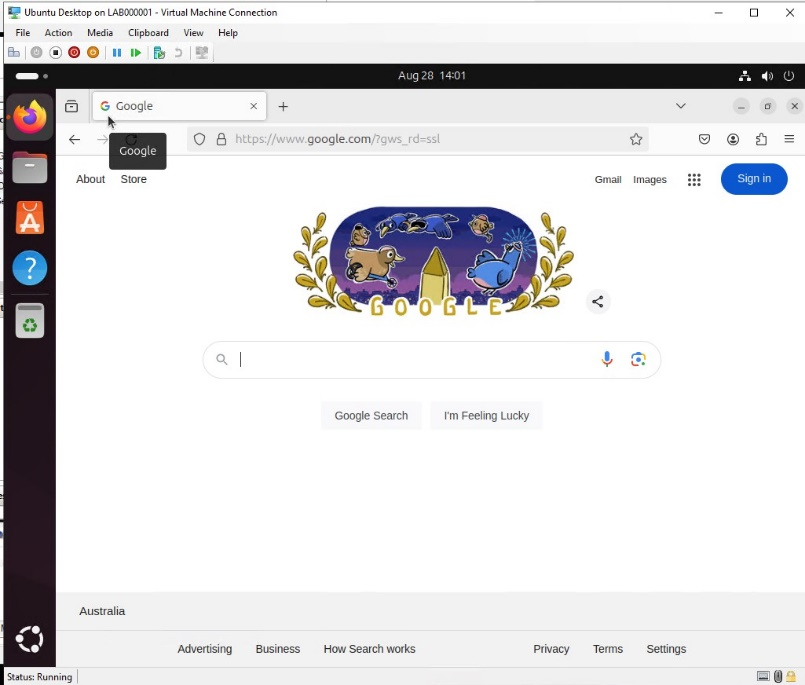 Ubuntu Desktop on LAB000001 - Virtual Machine Connection
File Action Media Clipboard View Help
Aug 28 14:01
Google
https://www.google.com/?gws_rd=ssl
Google
About Store
Gmail Images
Sign in
GOOGLE
Google Search
I'm Feeling Lucky
Australia
Advertising Business How Search works
Privacy Terms Settings
Status: Running